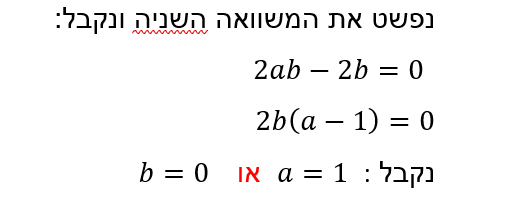 נפשט את המשוואה השניה ונקבל:
2ab − 2b = 0
2b(a − 1) = 0
נקבל : a = 1 או b = 0